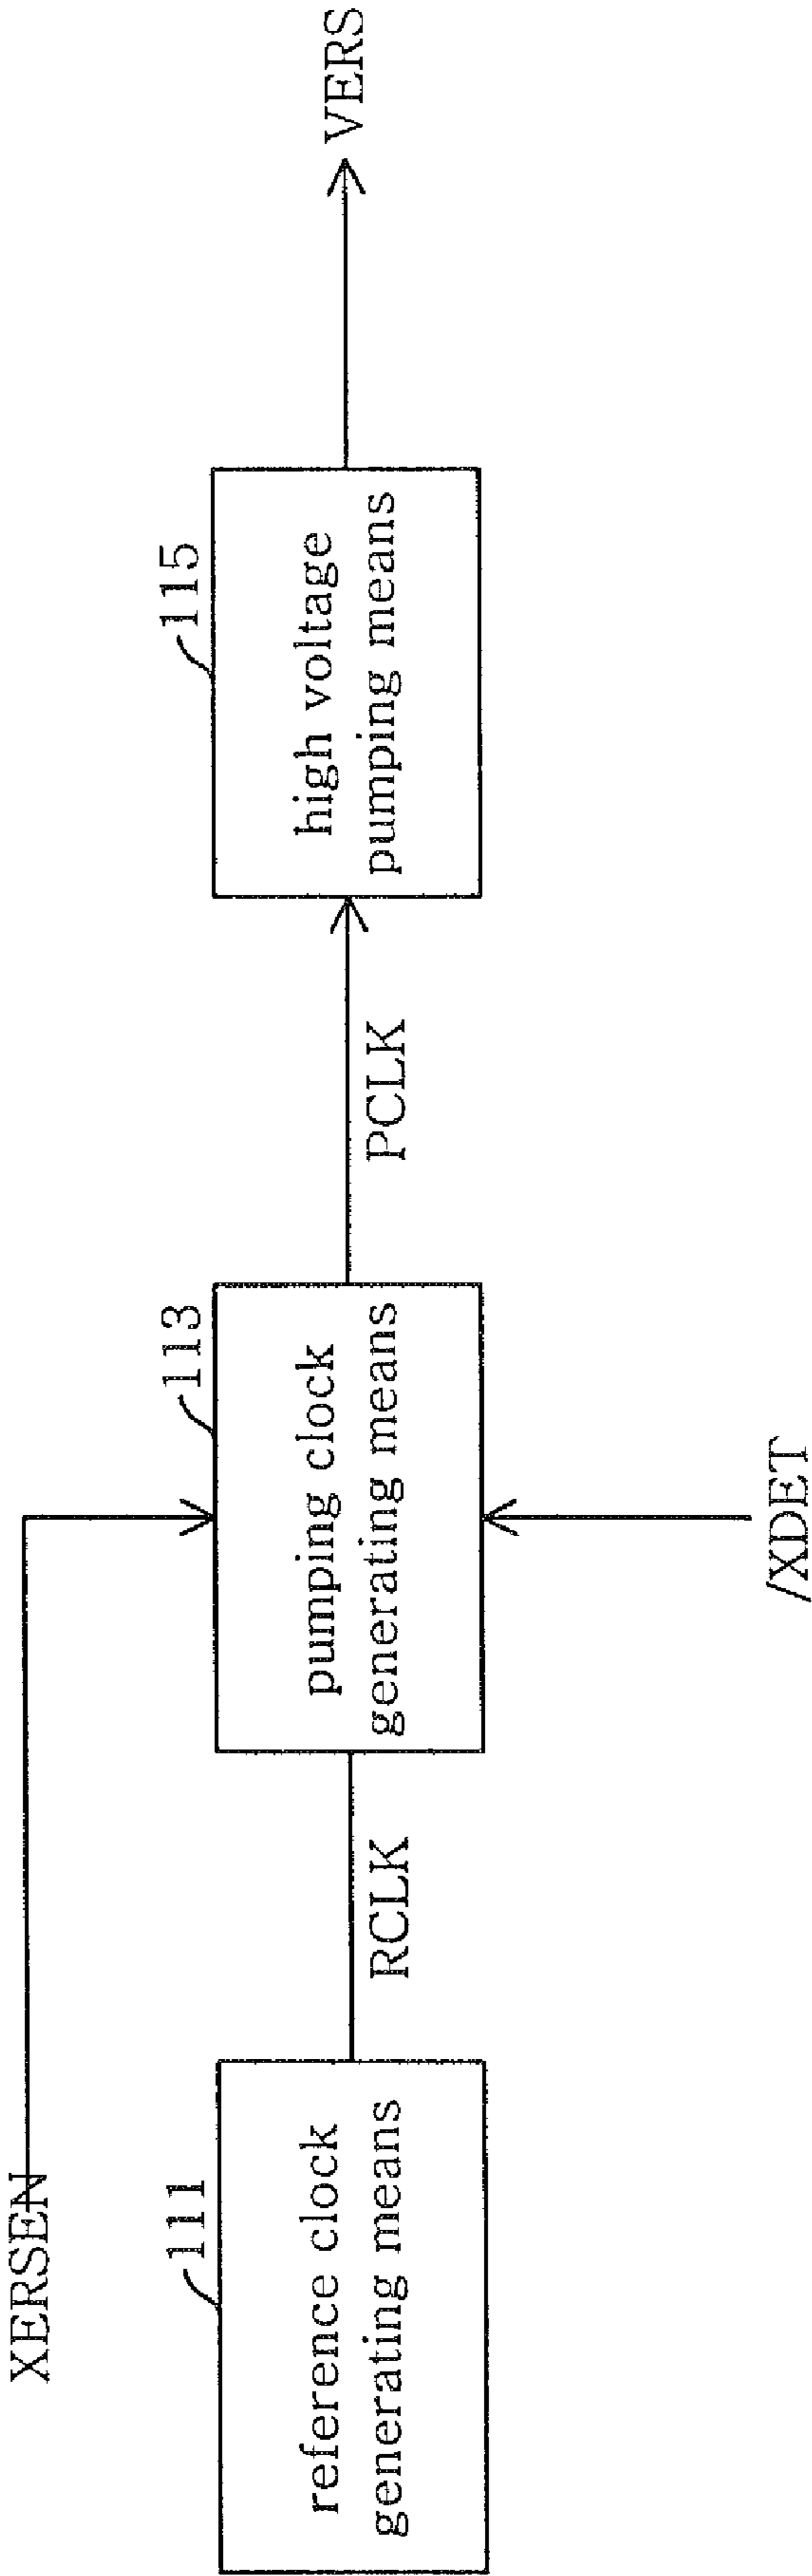 XERSEN
111
reference clock
generating means
RCLK
113
pumping clock
generating means
/XDET
PCLK
115
high voltage
pumping means
VERS